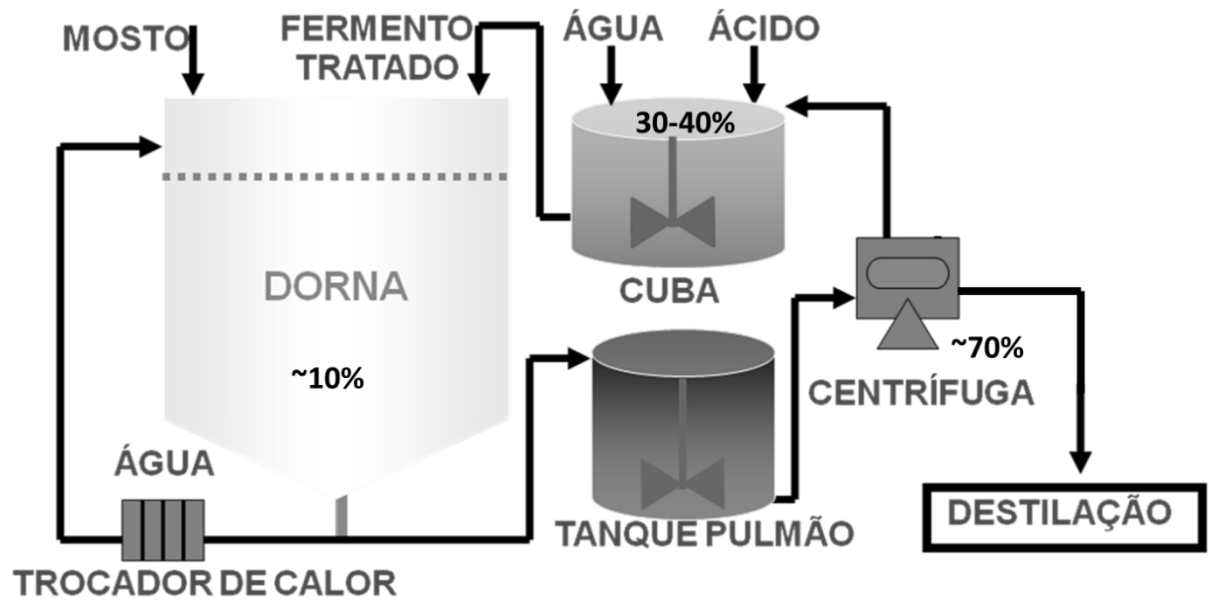 MOSTO
FERMENTO
TRATADO
ÁGUA
ÁCIDO
30-40%
DORNA
CUBA
~10%
~70%
CENTRÍFUGA
ÁGUA
DESTILAÇÃO
TANQUE PULMÃO
TROCADOR DE CALOR